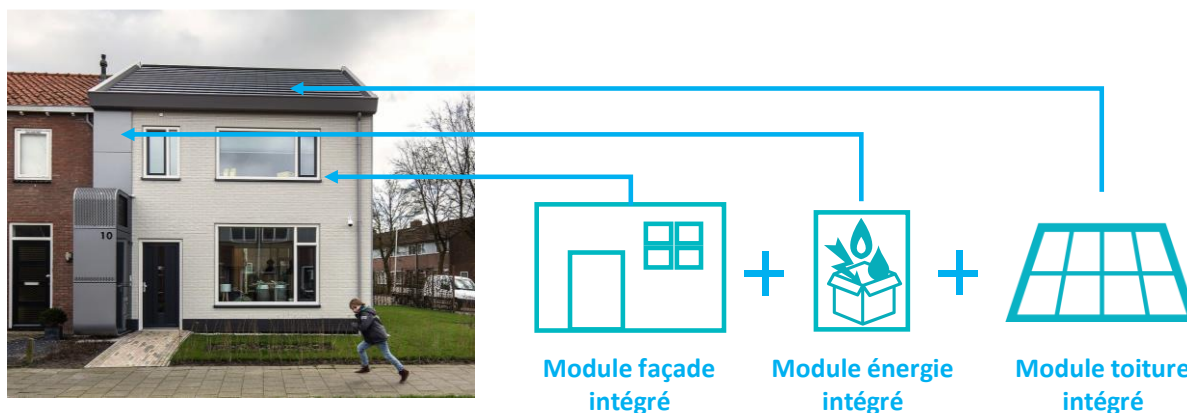 10
Module façade
intégré
Module énergie
intégré
Module toiture
intégré